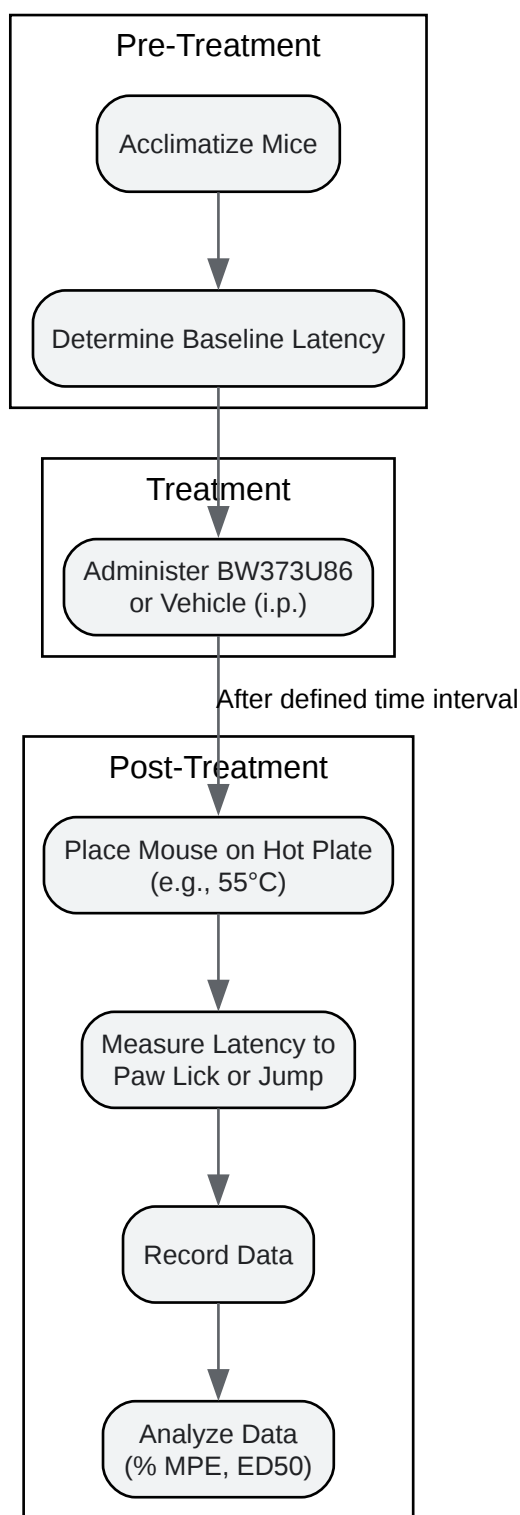 Pre-Treatment
Acclimatize Mice
Determine Baseline Latency
Treatment
Administer BW373U86
or Vehicle (i.p.)
After defined time interval
Post-Treatment
Place Mouse on Hot Plate
(e.g., 55°C)
Measure Latency to
Paw Lick or Jump
Record Data
Analyze Data
(% MPE, ED50)